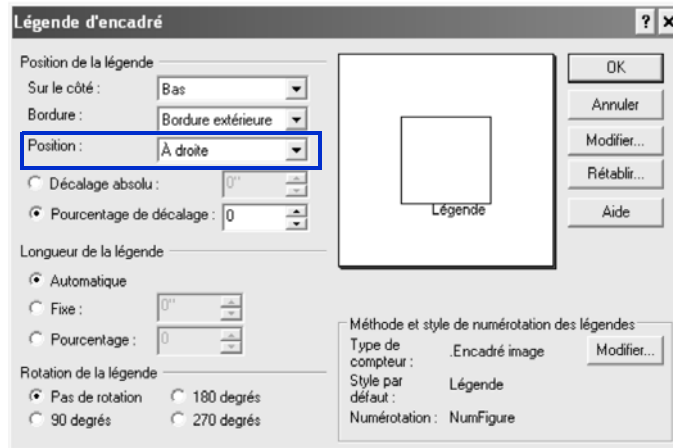 Légende d'encadré
Position de la légende
Sur le côté : Bas
Bordure : Bordure extérieure
Position : À droite
Décalage absolu : 0"
Pourcentage de décalage : 0
Longueur de la légende
Automatique
Fixe : 0"
Pourcentage : 0
Rotation de la légende
Pas de rotation 180 degrés
90 degrés 270 degrés
Légende
OK
Annuler
Modifier...
Rétablir...
Aide
Méthode et style de numérotation des légendes
Type de compteur : .Encadré image Modifier...
Style par défaut : Légende
Numérotation : NumFigure